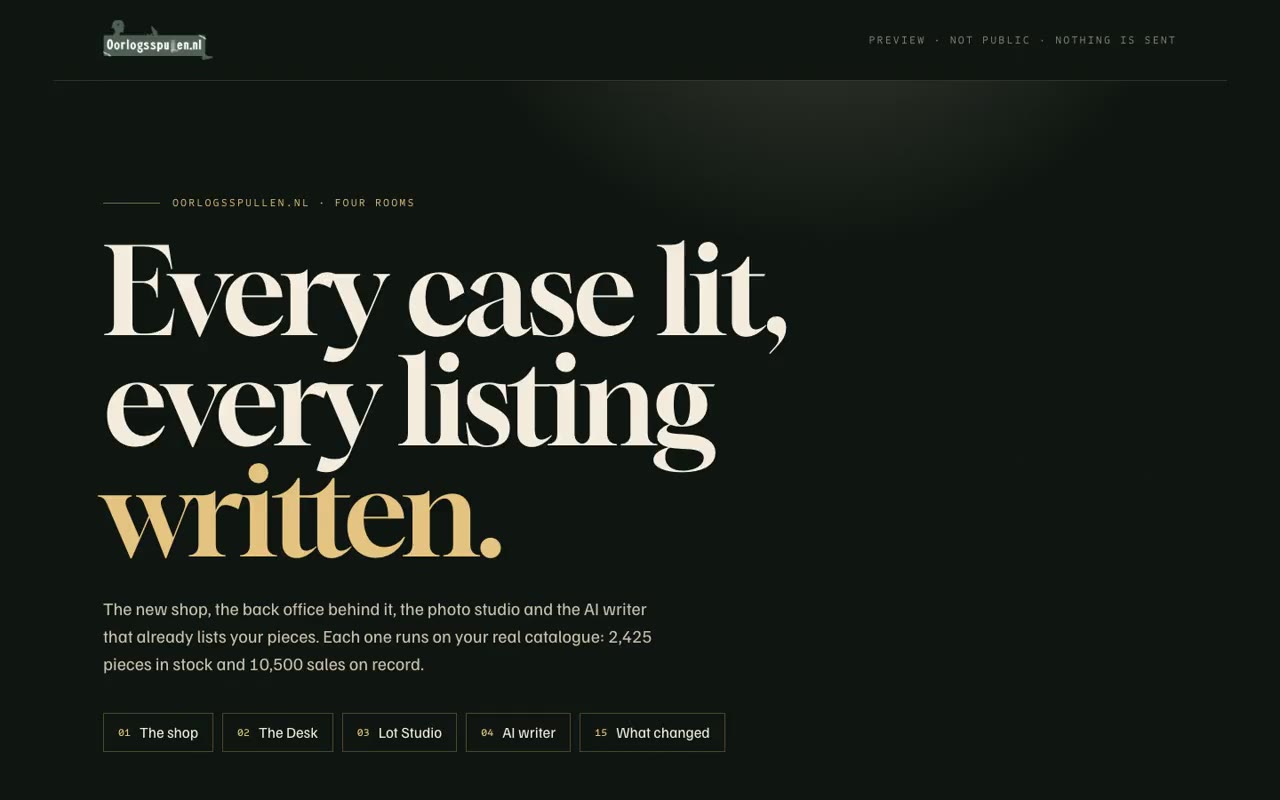 Oorlogsspullen.nl
PREVIEW · NOT PUBLIC · NOTHING IS SENT
OORLOGSSPULLEN.NL · FOUR ROOMS
Every case lit,
every listing
written.
The new shop, the back office behind it, the photo studio and the AI writer
that already lists your pieces. Each one runs on your real catalogue: 2,425
pieces in stock and 10,500 sales on record.
01 The shop
02 The Desk
03 Lot Studio
04 AI writer
15 What changed